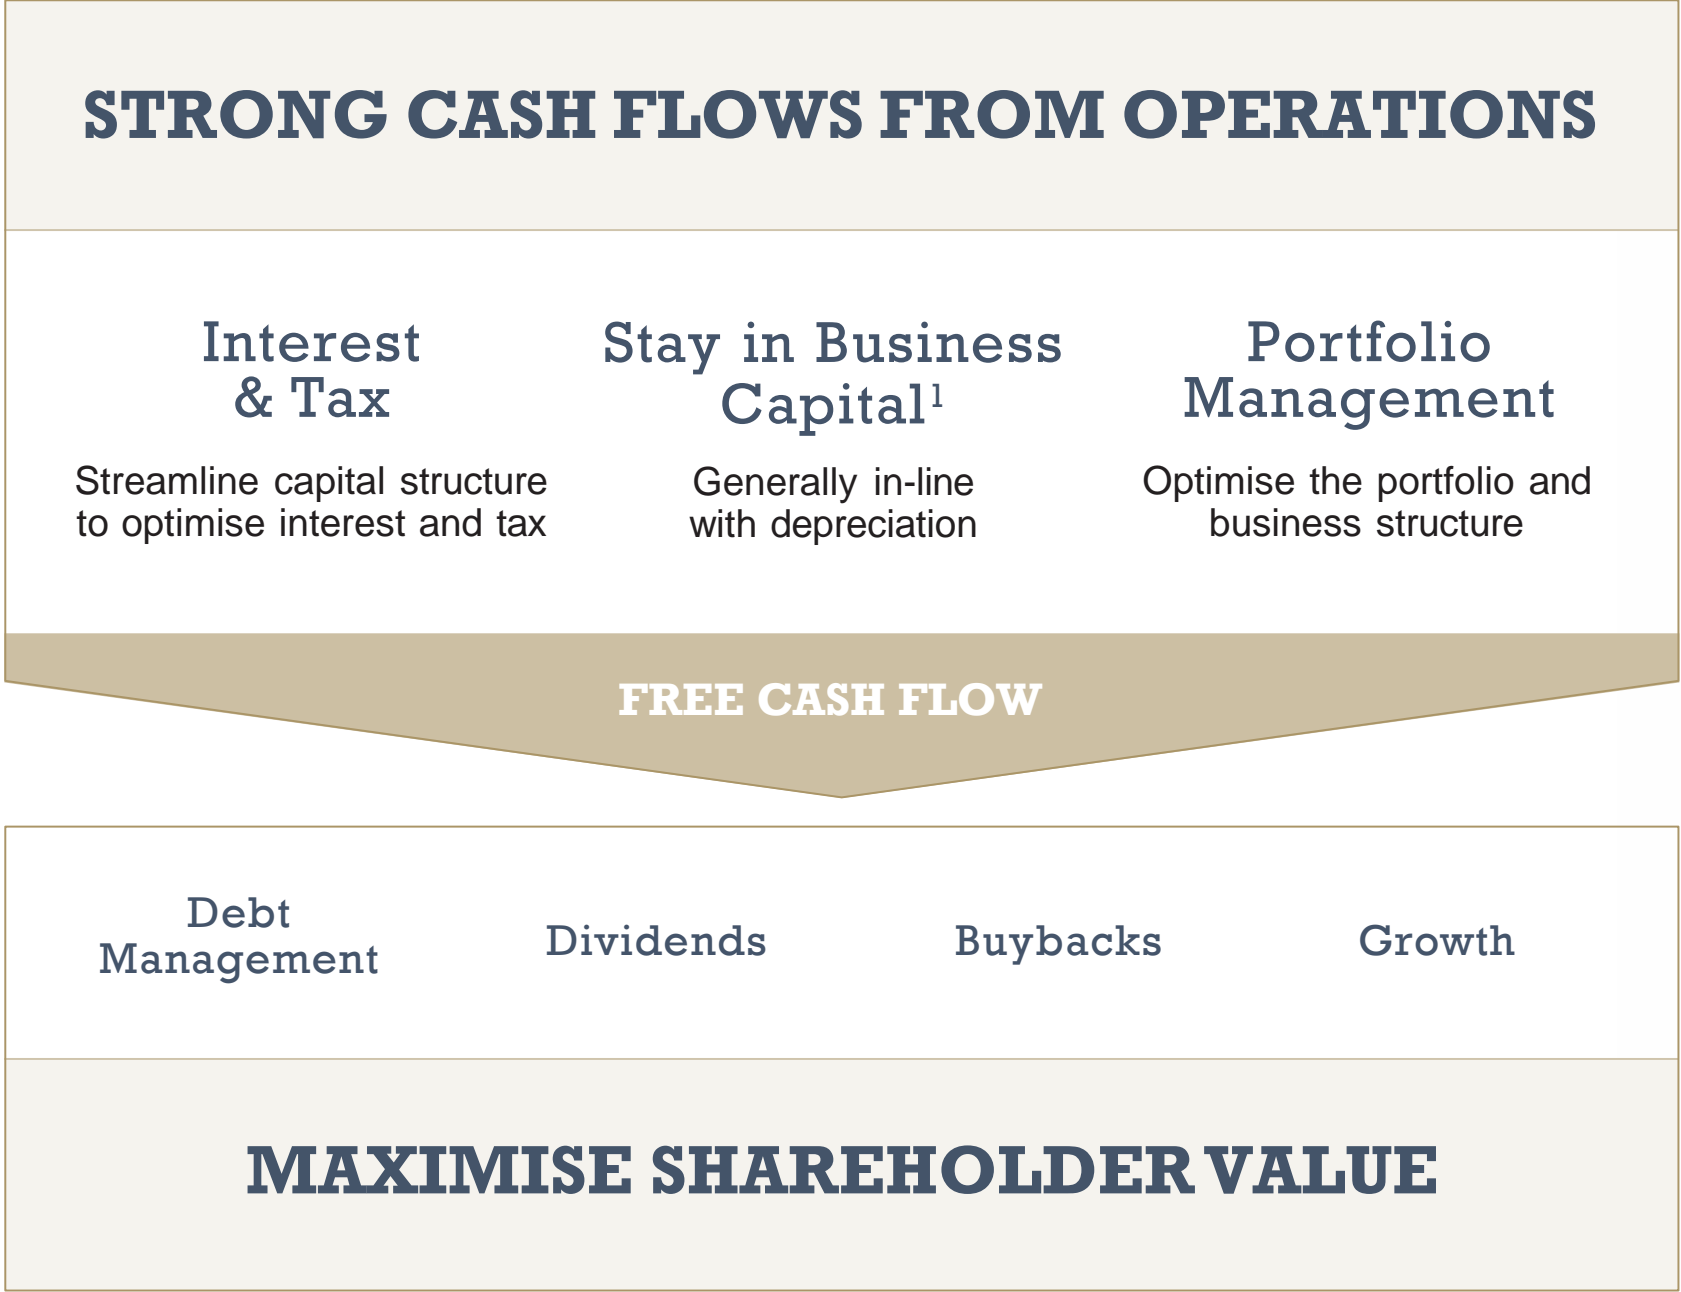 STRONG CASH FLOWS FROM OPERATIONS
Interest
& Tax
Streamline capital structure
to optimise interest and tax
Stay in Business
Capital¹
Generally in-line
with depreciation
Portfolio
Management
Optimise the portfolio and
business structure
FREE CASH FLOW
Debt
Management
Dividends
Buybacks
Growth
MAXIMISE SHAREHOLDER VALUE